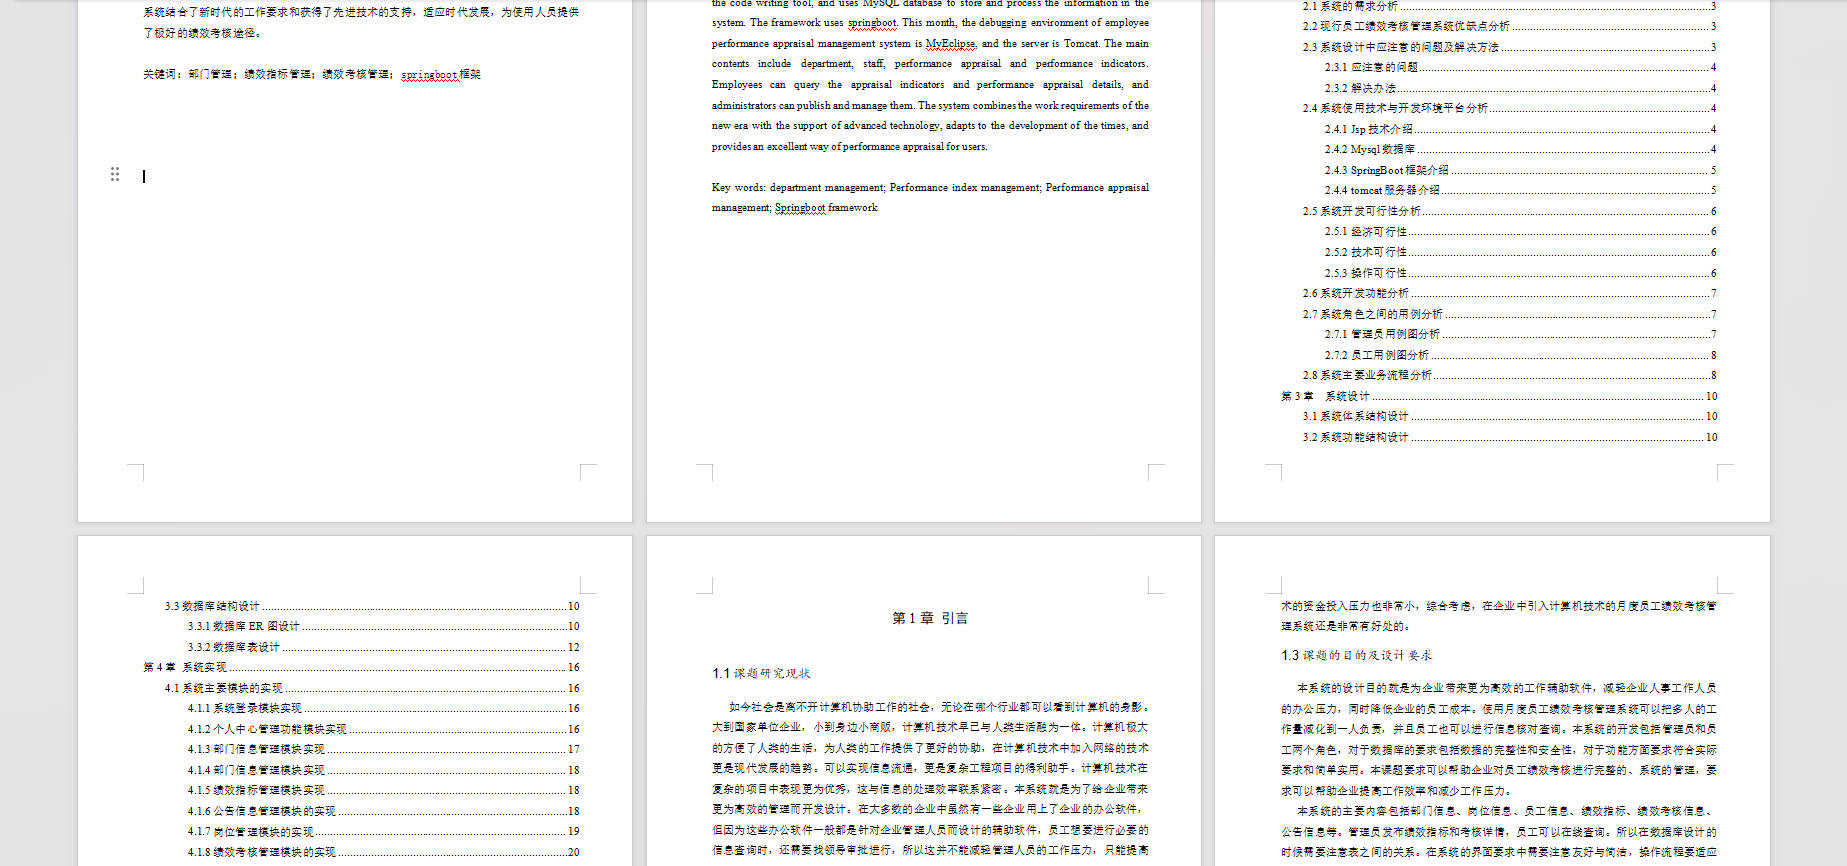 系统结合了新时代的工作要求和获得了先进技术的支持，适应时代发展，为使用人员提供
了极好的绩效考核途径。
关键词：部门管理；绩效指标管理；绩效考核管理；springboot框架
the code writing tool, and uses MySQL database to store and process the information in the
system. The framework uses springboot. This month, the debugging environment of employee
performance appraisal management system is MyEclipse, and the server is Tomcat. The main
contents include department, staff, performance appraisal and performance indicators.
Employees can query the appraisal indicators and performance appraisal details, and
administrators can publish and manage them. The system combines the work requirements of the
new era with the support of advanced technology, adapts to the development of the times, and
provides an excellent way of performance appraisal for users.
Key words: department management; Performance index management; Performance appraisal
management; Springboot framework
2.1 系统的需求分析 3
2.2 现行员工绩效考核管理系统优缺点分析 3
2.3 系统设计中应注意的问题及解决方法 3
2.3.1 应注意的问题 4
2.3.2 解决办法 4
2.4 系统使用技术与开发环境平台分析 4
2.4.1 Jsp 技术介绍 4
2.4.2 Mysql 数据库 4
2.4.3 SpringBoot 框架介绍 5
2.4.4 tomcat 服务器介绍 5
2.5 系统开发可行性分析 6
2.5.1 经济可行性 6
2.5.2 技术可行性 6
2.5.3 操作可行性 6
2.6 系统开发功能分析 7
2.7 系统角色之间的用例分析 7
2.7.1 管理员用例图分析 7
2.7.2 员工用例图分析 8
2.8 系统主要业务流程分析 8
第 3 章 系统设计 10
3.1 系统体系结构设计 10
3.2 系统功能结构设计 10
3.3 数据库结构设计 10
3.3.1 数据库 ER 图设计 10
3.3.2 数据库表设计 12
第 4 章 系统实现 16
4.1 系统主要模块的实现 16
4.1.1 系统登录模块实现 16
4.1.2 个人中心管理功能模块实现 16
4.1.3 部门信息管理模块实现 17
4.1.4 部门信息管理模块实现 18
4.1.5 绩效指标管理模块实现 18
4.1.6 公告信息管理模块的实现 18
4.1.7 岗位管理模块的实现 19
4.1.8 绩效考核管理模块的实现 20
第 1 章 引言
1.1 课题研究现状
如今社会是离不开计算机协助工作的社会，无论在哪个行业都可以看到计算机的身影。
大到国家单位企业，小到身边小商贩，计算机技术早已与人类生活融为一体。计算机极大
的方便了人类的生活，为人类的工作提供了更好的协助，在计算机技术中加入网络的技术
更是现代发展的趋势。可以实现信息流通，更是复杂工程项目的得利助手。计算机技术在
复杂的项目中表现更为优秀，这与信息的处理效率联系紧密。本系统就是为了给企业带来
更为高效的管理而开发设计。在大多数的企业中虽然有一些企业用上了企业的办公软件，
但因为这些办公软件一般都是针对企业管理人员而设计的辅助软件，员工想要进行必要的
信息查询时，还需要找领导审批进行，所以这并不能减轻管理人员的工作压力，只能提高
术的资金投入压力也非常小，综合考虑，在企业中引入计算机技术的月度员工绩效考核管
理系统还是非常有好处的。
1.3 课题的目的及设计要求
本系统的设计目的就是为企业带来更为高效的工作辅助软件，减轻企业人事工作人员
的办公压力，同时降低企业的员工成本。使用月度员工绩效考核管理系统可以把多人的工
作量减化到一人负责，并且员工也可以进行信息核对查询。本系统的开发包括管理员和员
工两个角色，对于数据库的要求包括数据的完整性和安全性，对于功能方面要求符合实际
要求和简单实用。本课题要求可以帮助企业对员工绩效考核进行完整的、系统的管理，要
求可以帮助企业提高工作效率和减少工作压力。
本系统的主要内容包括部门信息、岗位信息、员工信息、绩效指标、绩效考核信息、
公告信息等。管理员发布绩效指标和考核详情，员工可以在线查询。所以在数据库设计的
时候需要注意表之间的关系。在系统的界面要求中需要注意友好与简洁，操作流程要适应